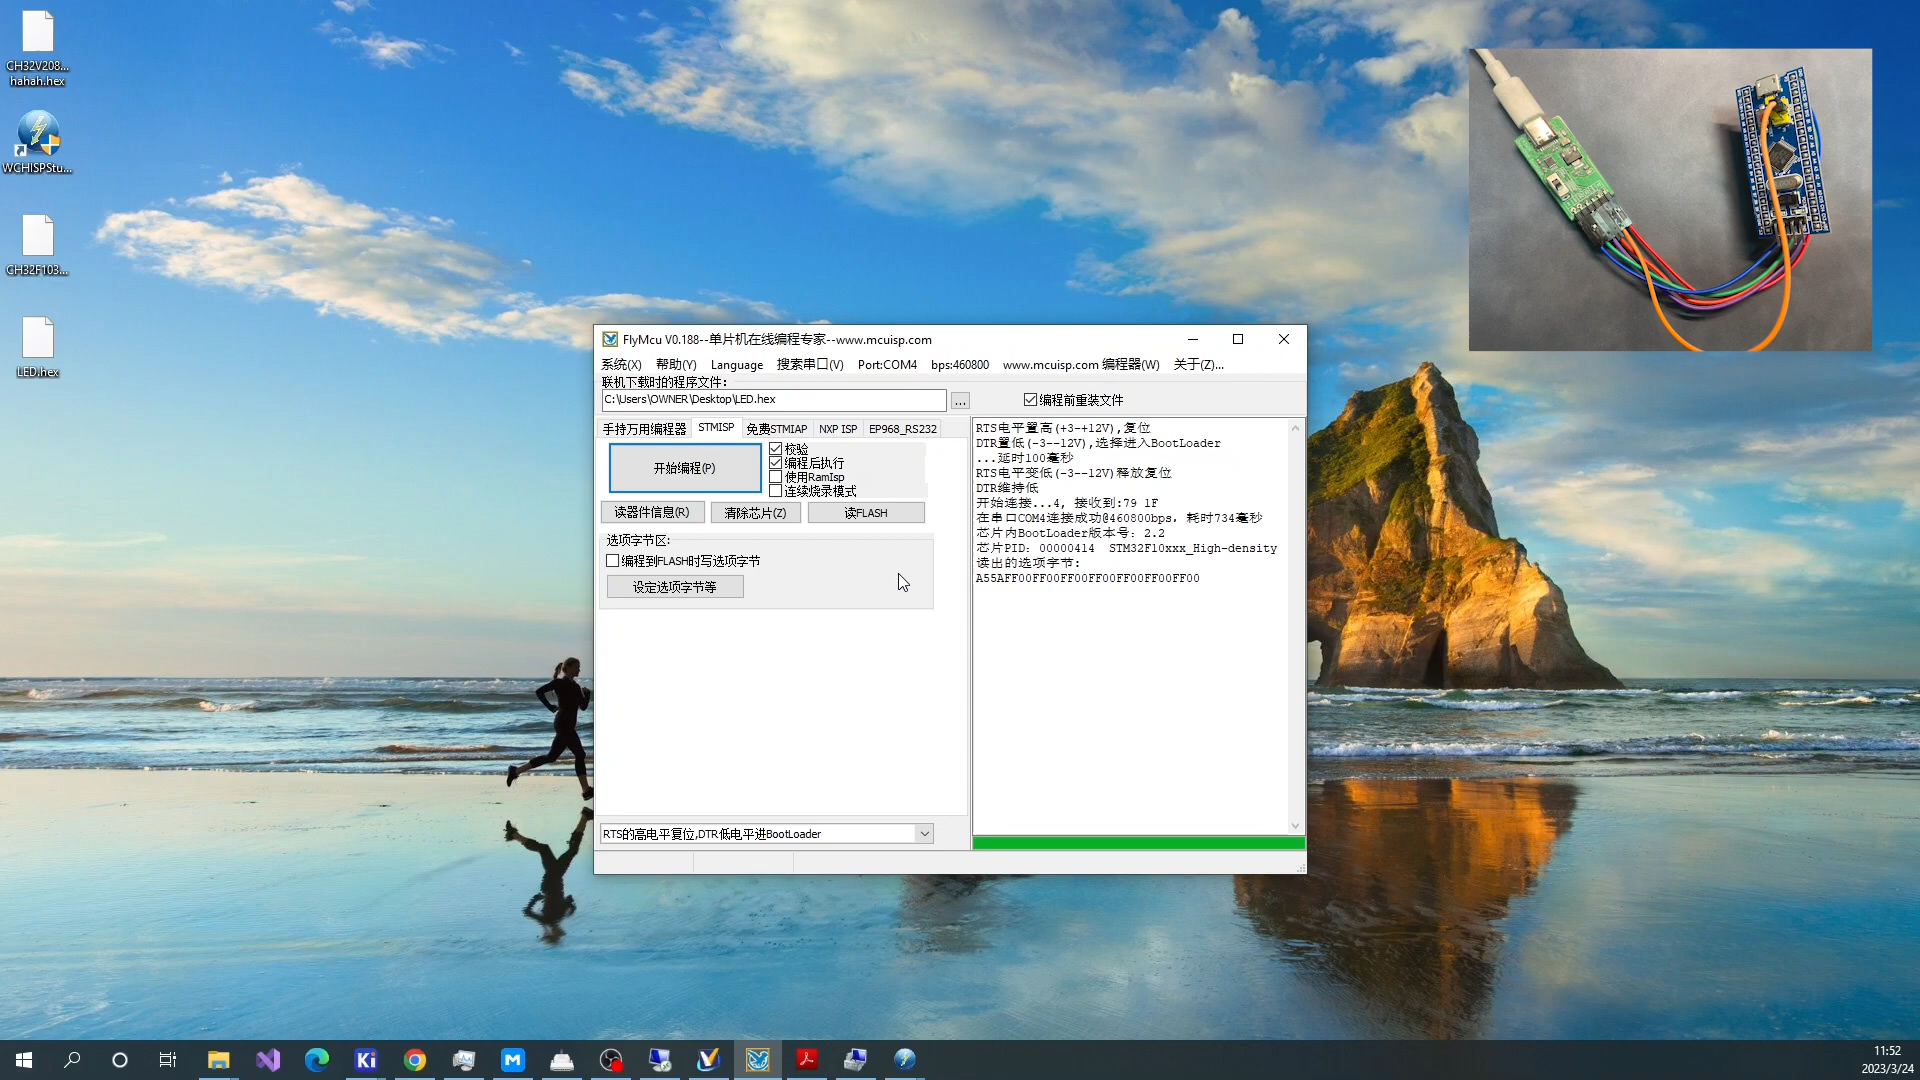 CH32V208...
hahah.hex
WCHISPStu...
CH32F103...
LED.hex
FlyMcu V0.188--单片机在线编程专家--www.mcuisp.com
系统(X) 帮助(Y) Language 搜索串口(V) Port:COM4 bps:460800 www.mcuisp.com 编程器(W) 关于(Z)...
联机下载时的程序文件:
C:\Users\OWNER\Desktop\LED.hex ... 编程前重装文件
手持万用编程器 STMISP 免费STMIAP NXP ISP EP968_RS232
开始编程(P)
校验
编程后执行
使用RamIsp
连续烧录模式
读器件信息(R) 清除芯片(Z) 读FLASH
选项字节区:
编程到FLASH时写选项字节
设定选项字节等
RTS的高电平复位,DTR低电平进BootLoader
RTS电平置高(+3-+12V),复位
DTR置低(-3--12V),选择进入BootLoader
...延时100毫秒
RTS电平变低(-3--12V)释放复位
DTR维持低
开始连接...4, 接收到:79 1F
在串口COM4连接成功@460800bps, 耗时734毫秒
芯片内BootLoader版本号: 2.2
芯片PID: 00000414  STM32F10xxx_High-density
读出的选项字节:
A55AFF00FF00FF00FF00FF00FF00FF00
Ki
M
11:52
2023/3/24